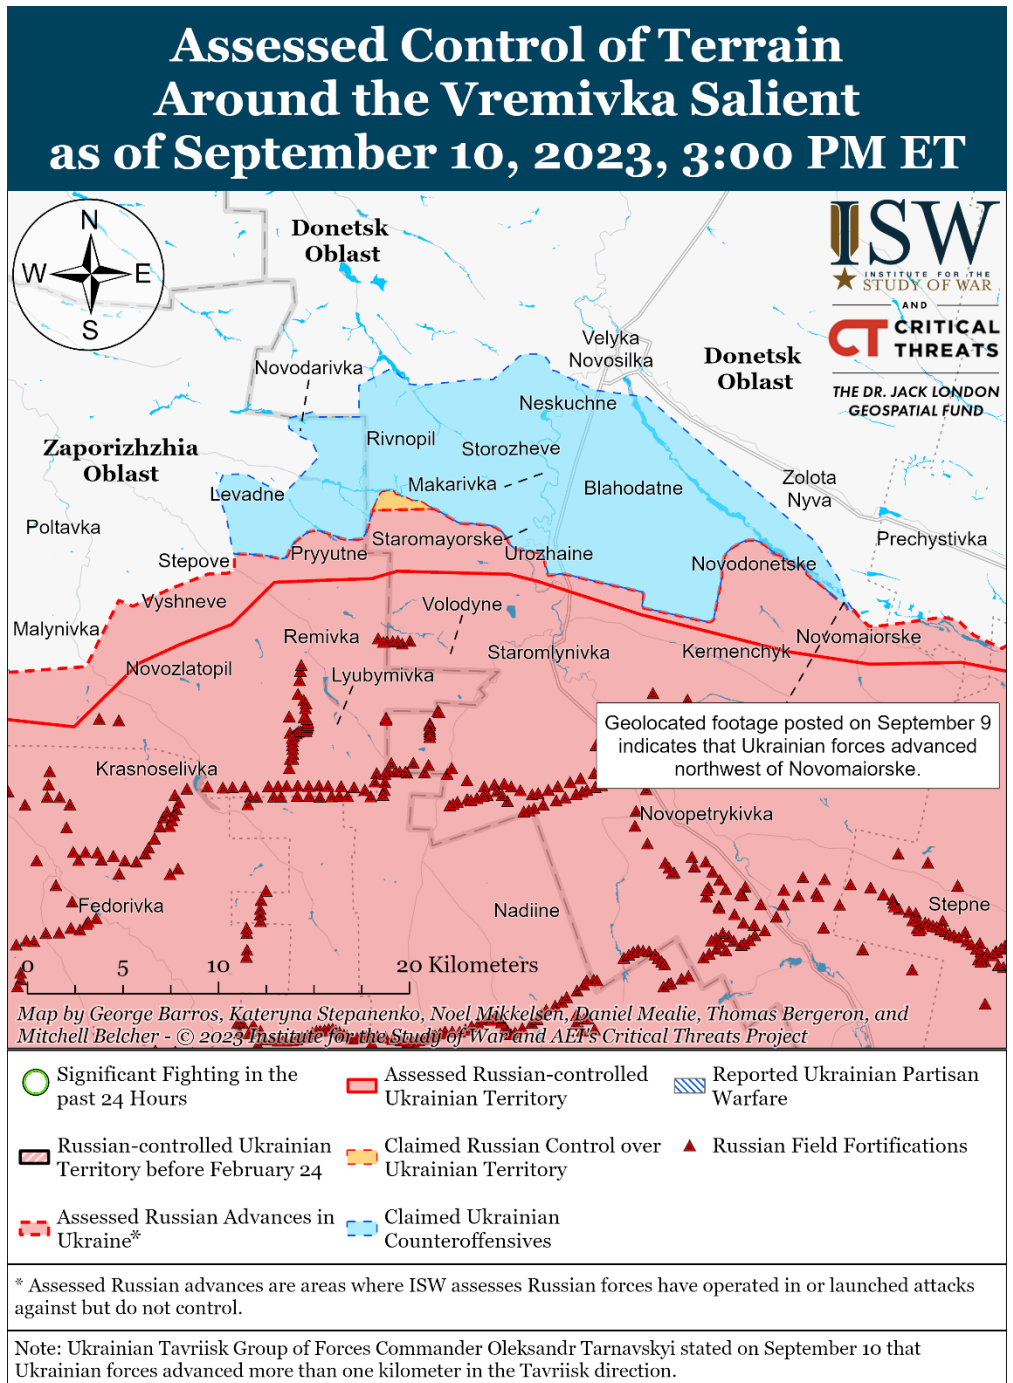 Assessed Control of Terrain
Around the Vremivka Salient
as of September 10, 2023, 3:00 PM ET
N
W
E
S
Donetsk
Oblast
ISW
INSTITUTE FOR THE
STUDY OF WAR
AND
CT CRITICAL
THREATS
THE DR. JACK LONDON
GEOSPATIAL FUND
Velyka
Novosilka
Donetsk
Oblast
Novodarivka
Neskuchne
Rivnopil
Storozheve
Zaporizhzhia
Oblast
Makarivka
Blahodatne
Zolota
Nyva
Levadne
Poltavka
Staromayorske
Urozhaine
Prechystivka
Pryyutne
Stepove
Novodonetske
Vyshneve
Volodyne
Malynivka
Remivka
Novomaiorske
Staromlynivka
Kermenchyk
Novozlatopil
Lyubymivka
Geolocated footage posted on September 9
indicates that Ukrainian forces advanced
northwest of Novomaiorske.
Krasnoselivka
Novopetrykivka
Fedorivka
Nadiine
Stepne
0 5 10 20 Kilometers
Map by George Barros, Kateryna Stepanenko, Noel Mikkelsen, Daniel Mealie, Thomas Bergeron, and
Mitchell Belcher - © 2023 Institute for the Study of War and AEI's Critical Threats Project
Significant Fighting in the
past 24 Hours
Assessed Russian-controlled
Ukrainian Territory
Reported Ukrainian Partisan
Warfare
Russian-controlled Ukrainian
Territory before February 24
Claimed Russian Control over
Ukrainian Territory
Russian Field Fortifications
Assessed Russian Advances in
Ukraine*
Claimed Ukrainian
Counteroffensives
* Assessed Russian advances are areas where ISW assesses Russian forces have operated in or launched attacks
against but do not control.
Note: Ukrainian Tavriisk Group of Forces Commander Oleksandr Tarnavskyi stated on September 10 that
Ukrainian forces advanced more than one kilometer in the Tavriisk direction.